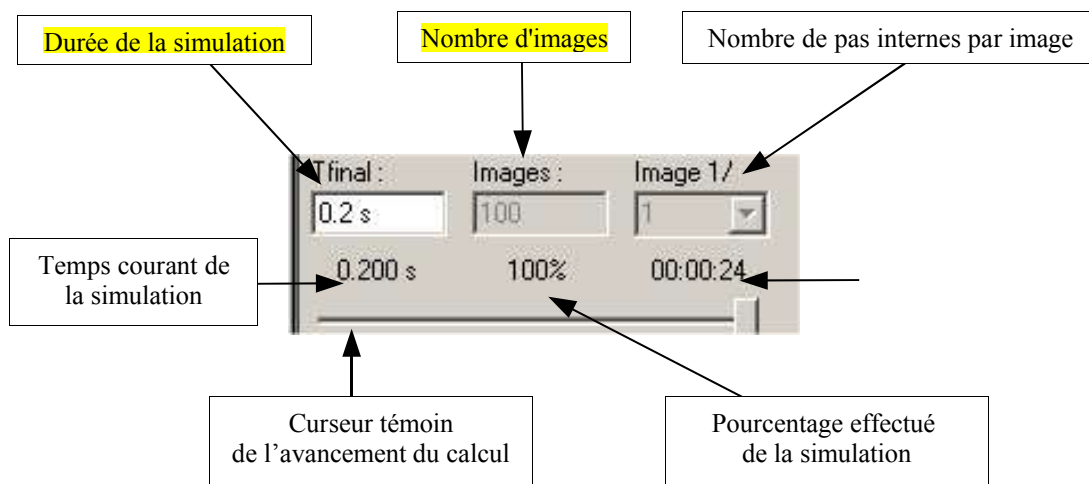 Durée de la simulation
Nombre d'images
Nombre de pas internes par image
Tfinal :
Images :
Image 1/
0.2 s
100
1
Temps courant de
la simulation
0.200 s
100%
00:00:24
Curseur témoin
de l'avancement du calcul
Pourcentage effectué
de la simulation